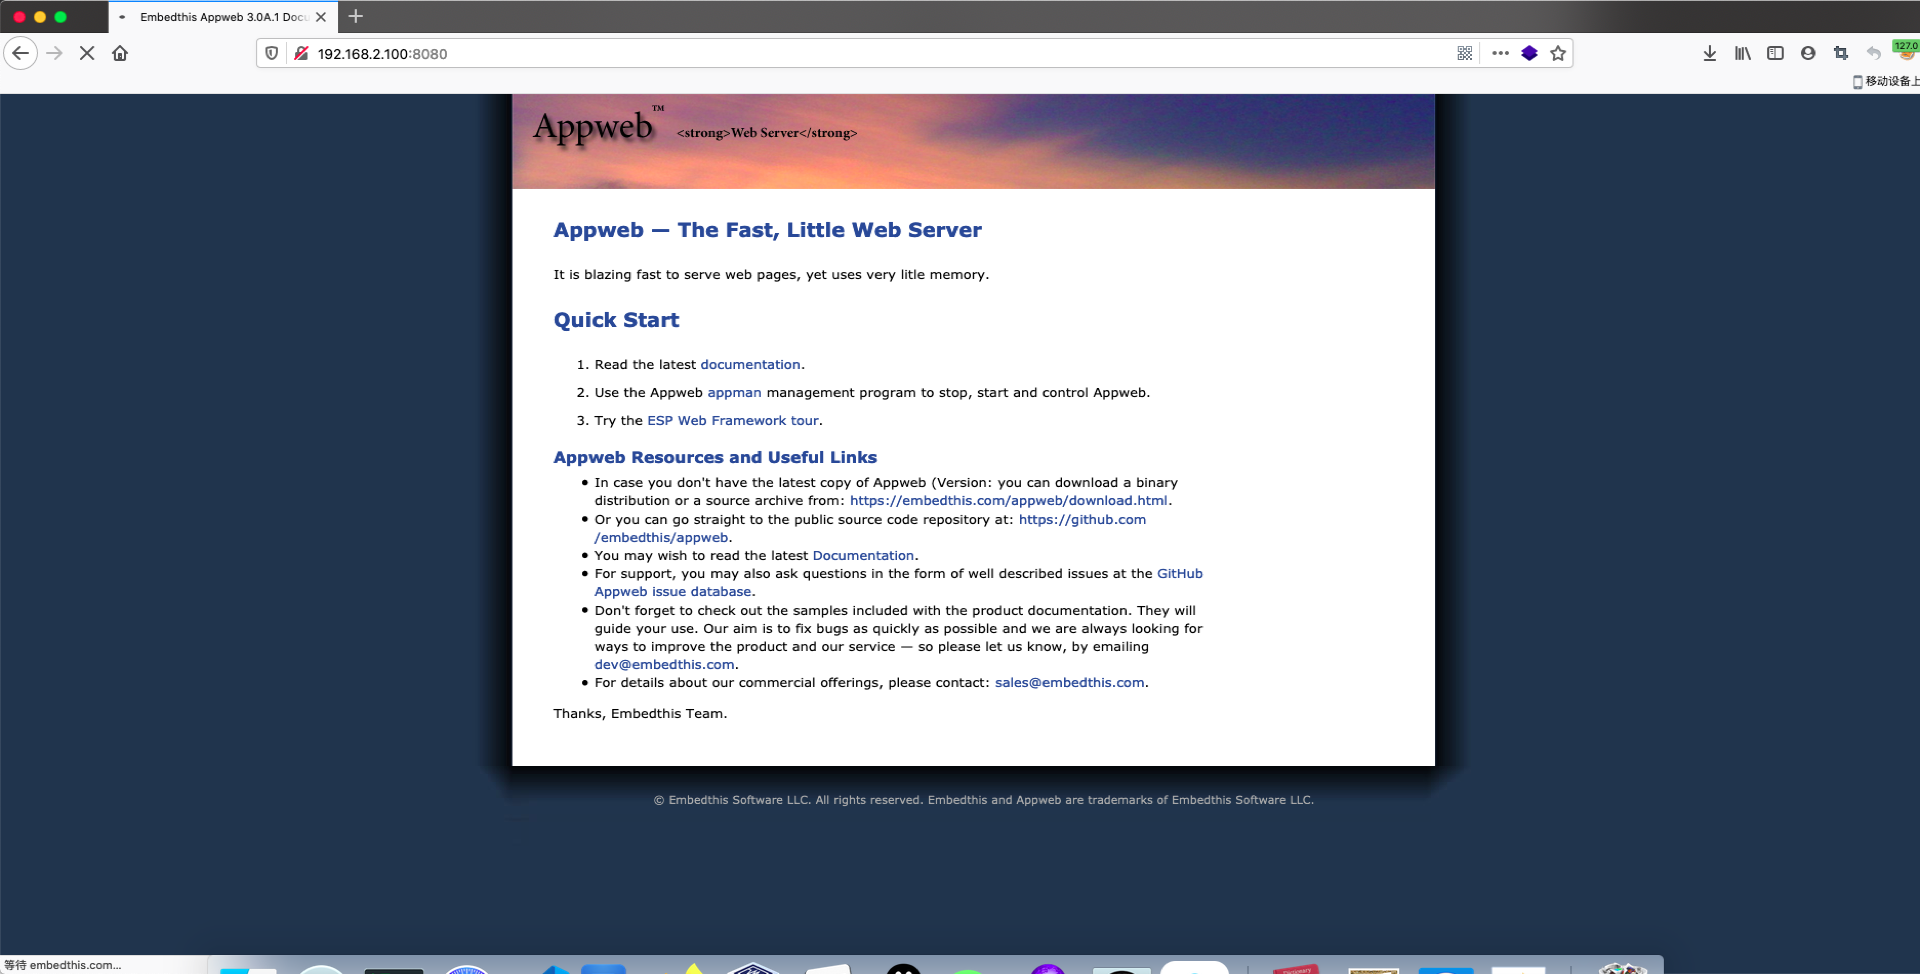 Embedthis Appweb 3.0A.1 Docu
192.168.2.100:8080
127.0
移动设备上
Appweb™ <strong>Web Server</strong>
Appweb — The Fast, Little Web Server
It is blazing fast to serve web pages, yet uses very litle memory.
Quick Start
1. Read the latest documentation.
2. Use the Appweb appman management program to stop, start and control Appweb.
3. Try the ESP Web Framework tour.
Appweb Resources and Useful Links
• In case you don't have the latest copy of Appweb (Version: you can download a binary
distribution or a source archive from: https://embedthis.com/appweb/download.html.
• Or you can go straight to the public source code repository at: https://github.com
/embedthis/appweb.
• You may wish to read the latest Documentation.
• For support, you may also ask questions in the form of well described issues at the GitHub
Appweb issue database.
• Don't forget to check out the samples included with the product documentation. They will
guide your use. Our aim is to fix bugs as quickly as possible and we are always looking for
ways to improve the product and our service — so please let us know, by emailing
dev@embedthis.com.
• For details about our commercial offerings, please contact: sales@embedthis.com.
Thanks, Embedthis Team.
© Embedthis Software LLC. All rights reserved. Embedthis and Appweb are trademarks of Embedthis Software LLC.
等待 embedthis.com...
Dictionary